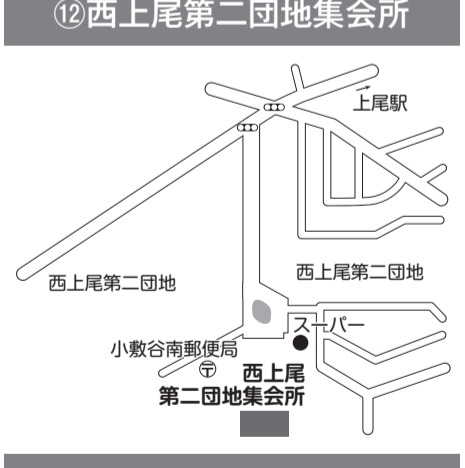 ⑫西上尾第二団地集会所
上尾駅
西上尾第二団地
西上尾第二団地
スーパー
小敷谷南郵便局
〒
西上尾
第二団地集会所